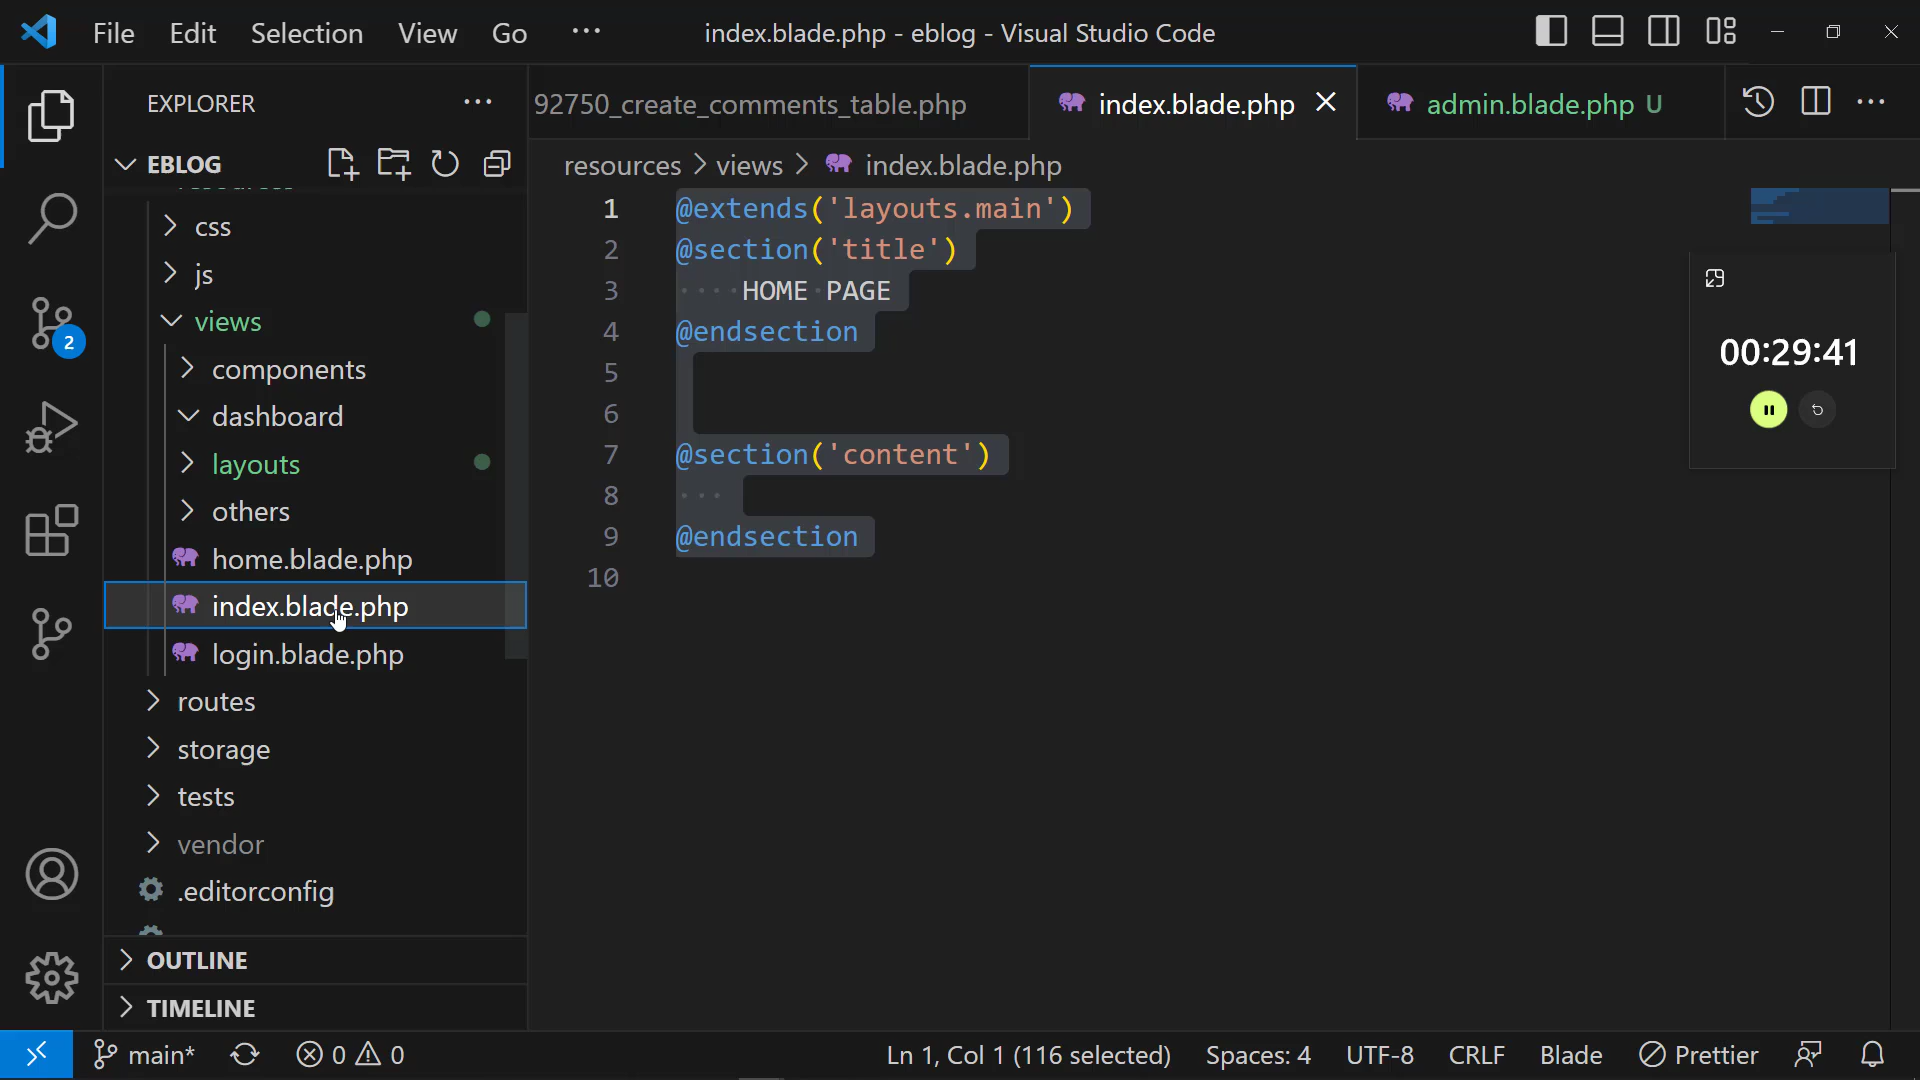 File Edit Selection View Go ··· index.blade.php - eblog - Visual Studio Code
EXPLORER ···
92750_create_comments_table.php index.blade.php admin.blade.php U ···
EBLOG
resources > views > index.blade.php
css
js
views
components
dashboard
layouts
others
home.blade.php
index.blade.php
login.blade.php
routes
storage
tests
vendor
.editorconfig
OUTLINE
TIMELINE
1 @extends('layouts.main')
2 @section('title')
3 ····HOME·PAGE
4 @endsection
5
6
7 @section('content')
8 ···
9 @endsection
10
00:29:41
2
main* 0 0 Ln 1, Col 1 (116 selected) Spaces: 4 UTF-8 CRLF Blade Prettier